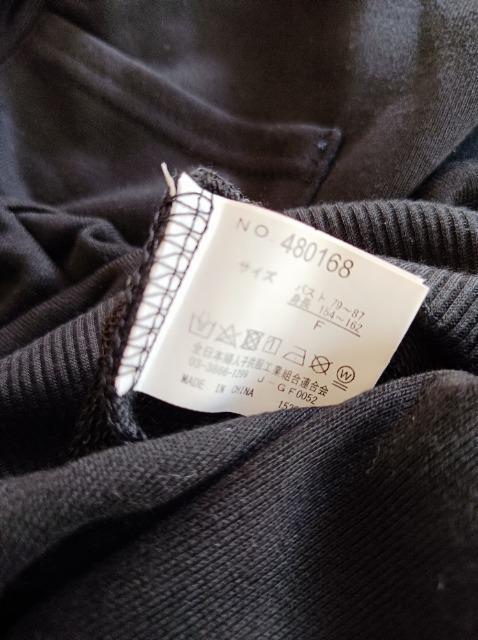 NO. 480168
サイズ
バスト 79～87
身長 154～162
F
全日本婦人子供服工業組合連合会
J-GF0052
MADE IN CHINA